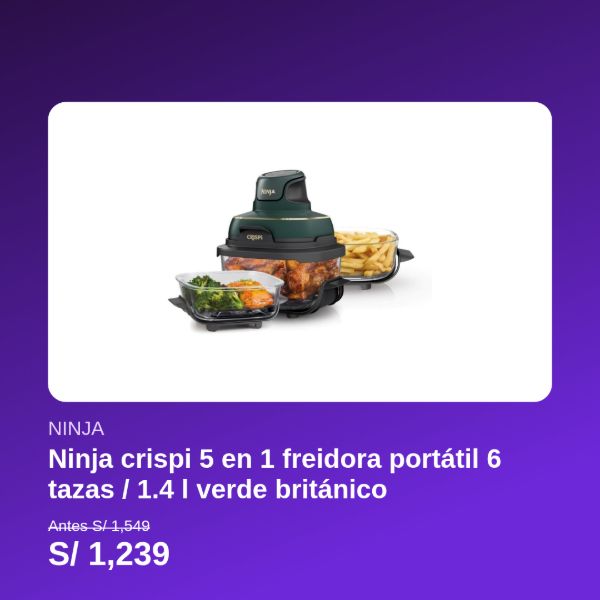 NINJA
CRISPI
NINJA
Ninja crispi 5 en 1 freidora portátil 6
tazas / 1.4 l verde británico
Antes S/ 1,549
S/ 1,239